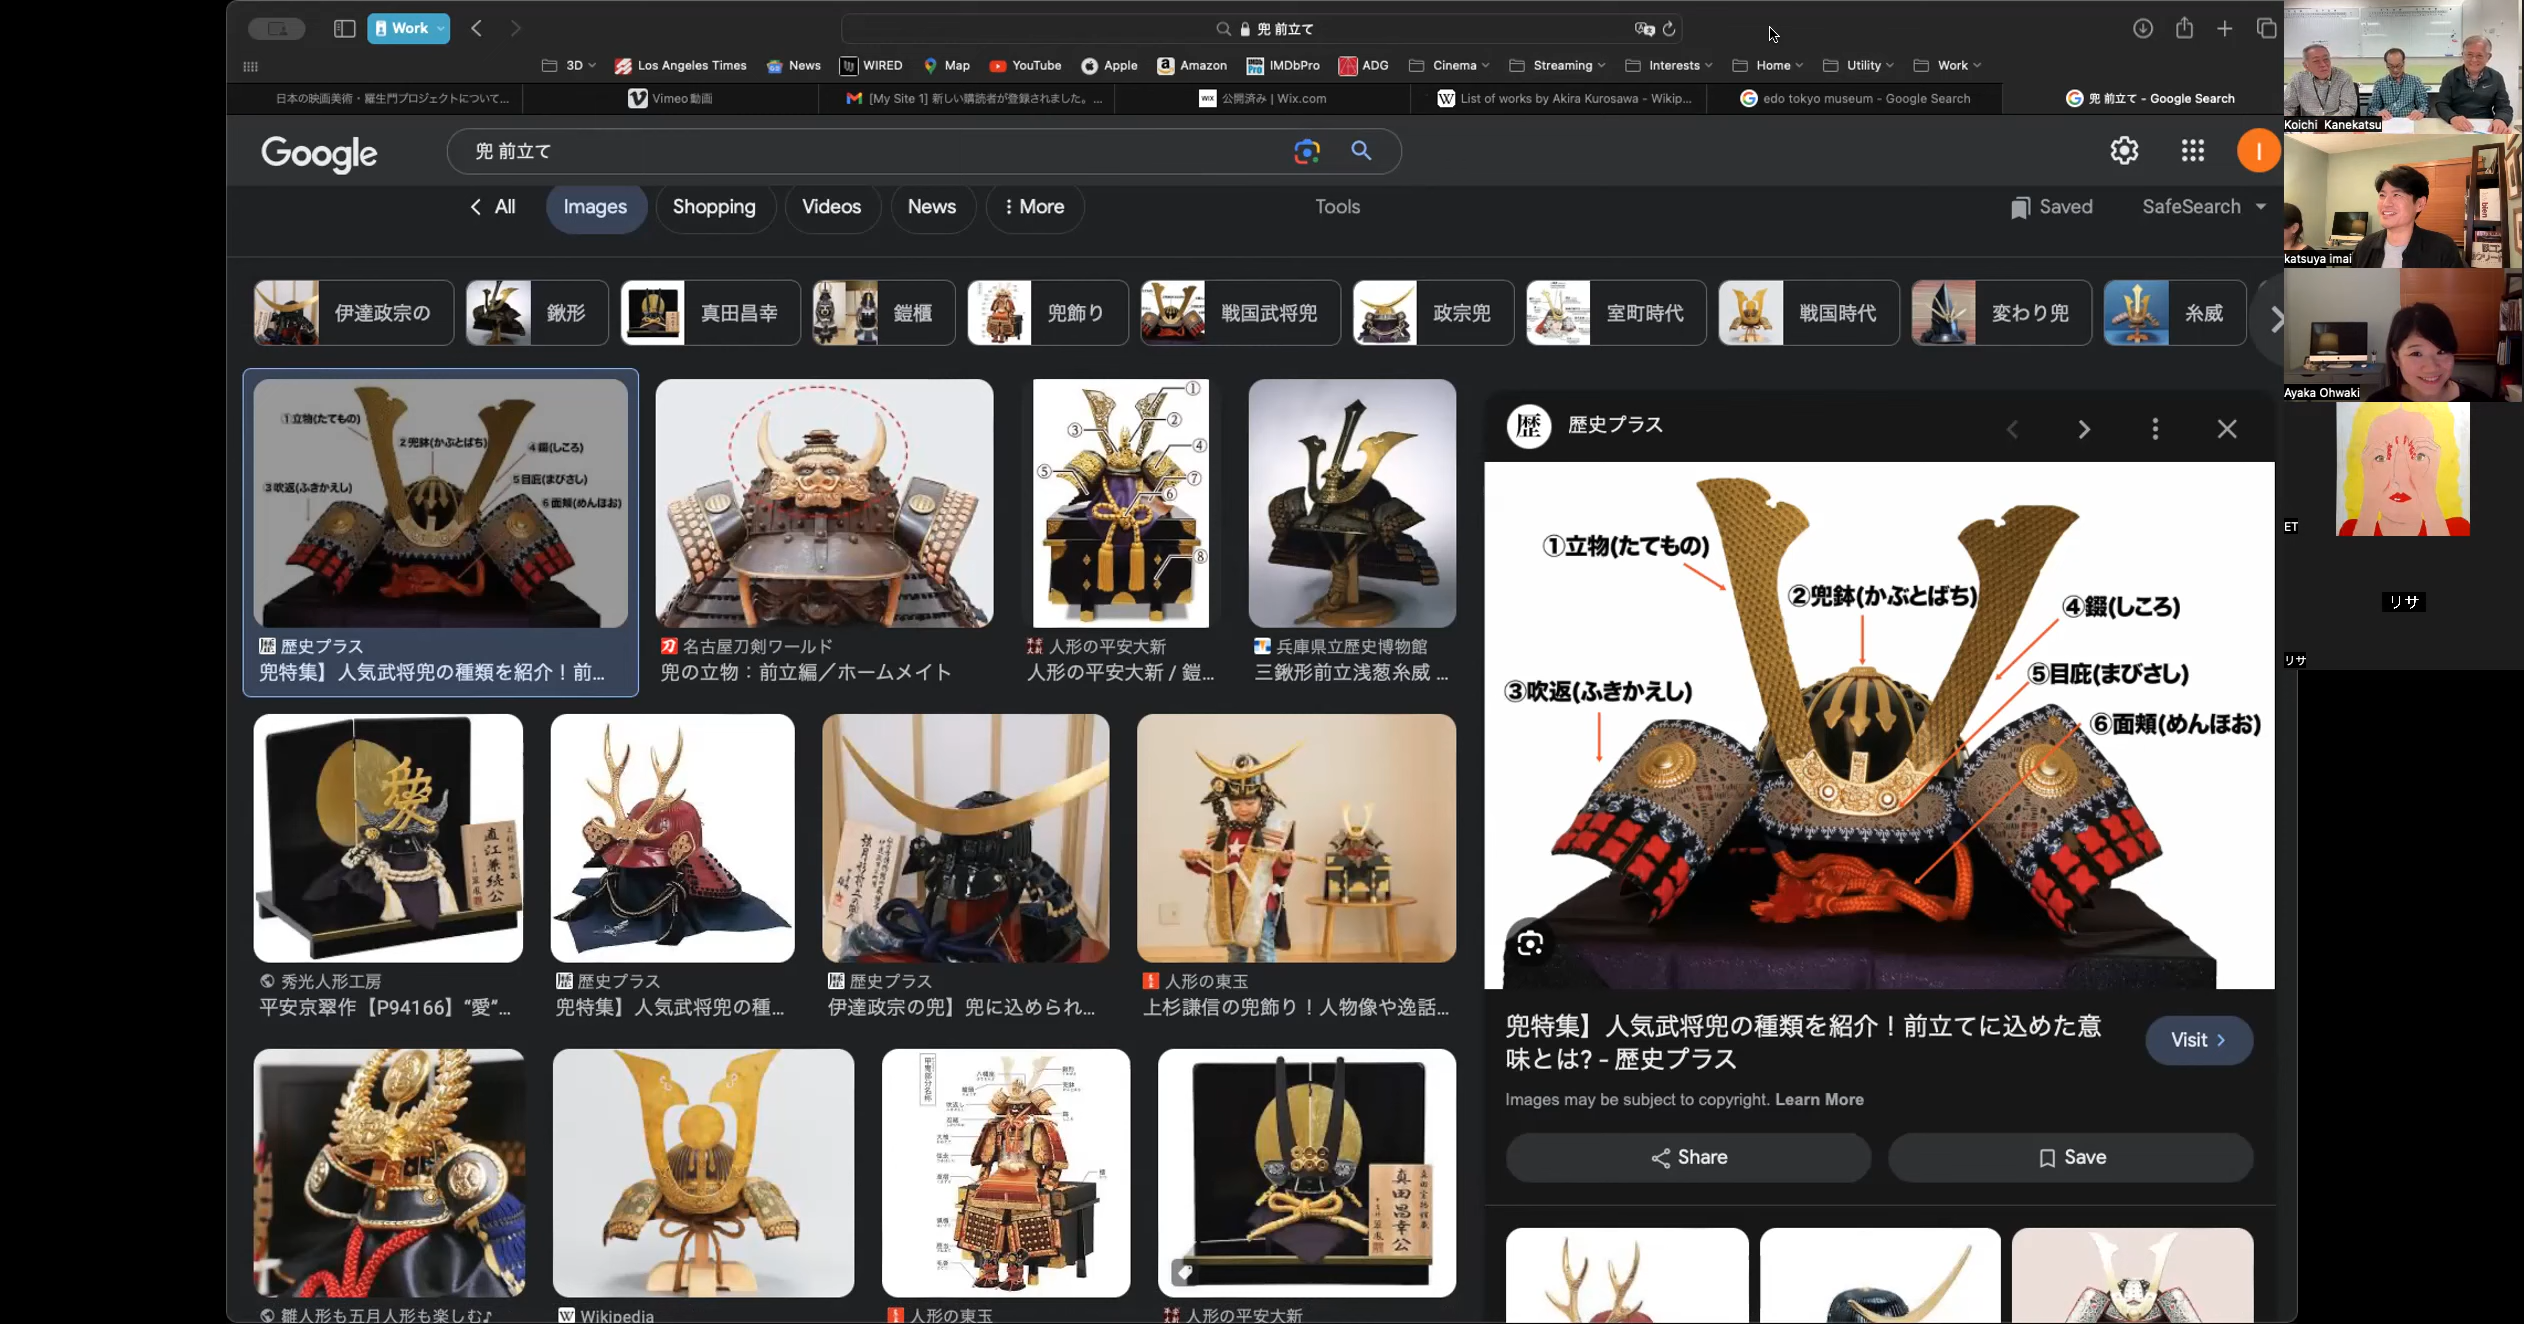 Work
兜 前立て
3D
Los Angeles Times
News
WIRED
Map
YouTube
Apple
Amazon
IMDbPro
ADG
Cinema
Streaming
Interests
Home
Utility
Work
日本の映画美術・羅生門プロジェクトについて...
Vimeo動画
[My Site 1] 新しい購読者が登録されました。...
公開済み | Wix.com
List of works by Akira Kurosawa - Wikip...
edo tokyo museum - Google Search
兜 前立て - Google Search
Google
兜 前立て
I
All
Images
Shopping
Videos
News
More
Tools
Saved
SafeSearch
伊達政宗の
鍬形
真田昌幸
鎧櫃
兜飾り
戦国武将兜
政宗兜
室町時代
戦国時代
変わり兜
糸威
①立物(たてもの)
②兜鉢(かぶとばち)
④錣(しころ)
③吹返(ふきかえし)
⑤目庇(まびさし)
⑥面頬(めんほお)
① ② ③ ④ ⑤ ⑥ ⑦ ⑧
歴史プラス
兜特集】人気武将兜の種類を紹介！前...
名古屋刀剣ワールド
兜の立物：前立編／ホームメイト
人形の平安大新
人形の平安大新 / 鎧...
兵庫県立歴史博物館
三鍬形前立浅葱糸威 ...
愛
直江兼続公
秀光人形工房
平安京翠作【P94166】“愛”...
歴史プラス
兜特集】人気武将兜の種...
歴史プラス
伊達政宗の兜】兜に込められ...
人形の東玉
上杉謙信の兜飾り！人物像や逸話...
真田昌幸公
雛人形も五月人形も楽しむ♪
Wikipedia
人形の東玉
人形の平安大新
歴
歴史プラス
①立物(たてもの)
②兜鉢(かぶとばち)
④錣(しころ)
③吹返(ふきかえし)
⑤目庇(まびさし)
⑥面頬(めんほお)
兜特集】人気武将兜の種類を紹介！前立てに込めた意
味とは? - 歴史プラス
Visit
Images may be subject to copyright. Learn More
Share
Save
Koichi Kanekatsu
katsuya imai
Ayaka Ohwaki
ET
リサ
リサ